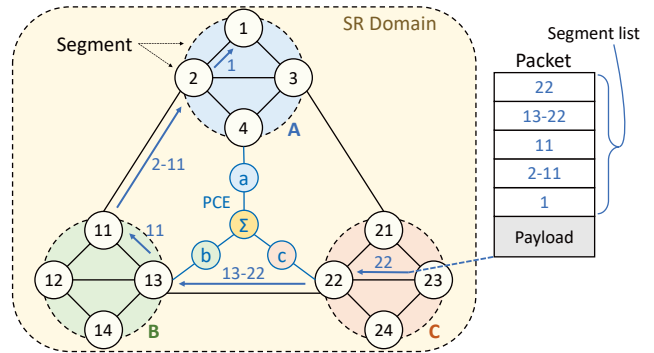 SR Domain
Segment
1
1
2
3
4
A
a
PCE
Σ
b
c
2-11
11
11
12
13
14
B
13-22
21
22
22
23
24
C
Segment list
Packet
22
13-22
11
2-11
1
Payload